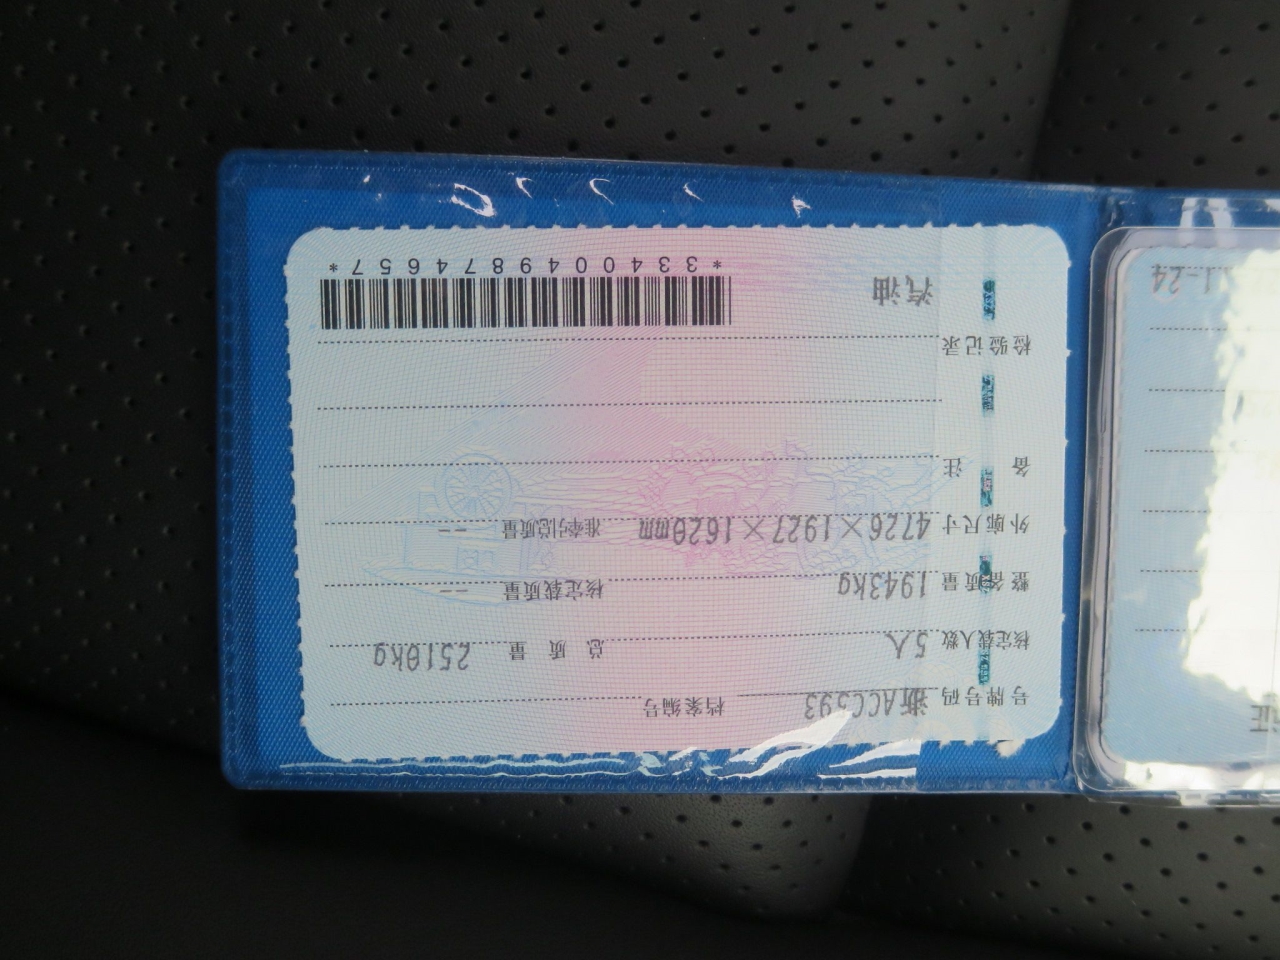 号牌号码 浙ACC593 档案编号
核定载人数 5人 总质量 2510kg
整备质量 1943kg 核定载质量 --
外廓尺寸 4726×1927×1620mm 准牵引总质量 --
备注
检验记录
汽油
*3340049874657*
证